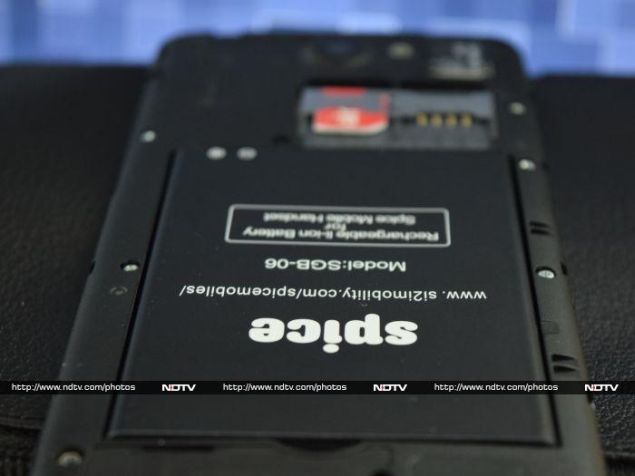 spice
www. si2imobility.com/spicemobiles/
Model:SGB-06
Rechargeable li-ion Battery
for
Spice Mobile Handset
http://www.ndtv.com/photos NDTV http://www.ndtv.com/photos NDTV http://www.ndtv.com/photos NDTV